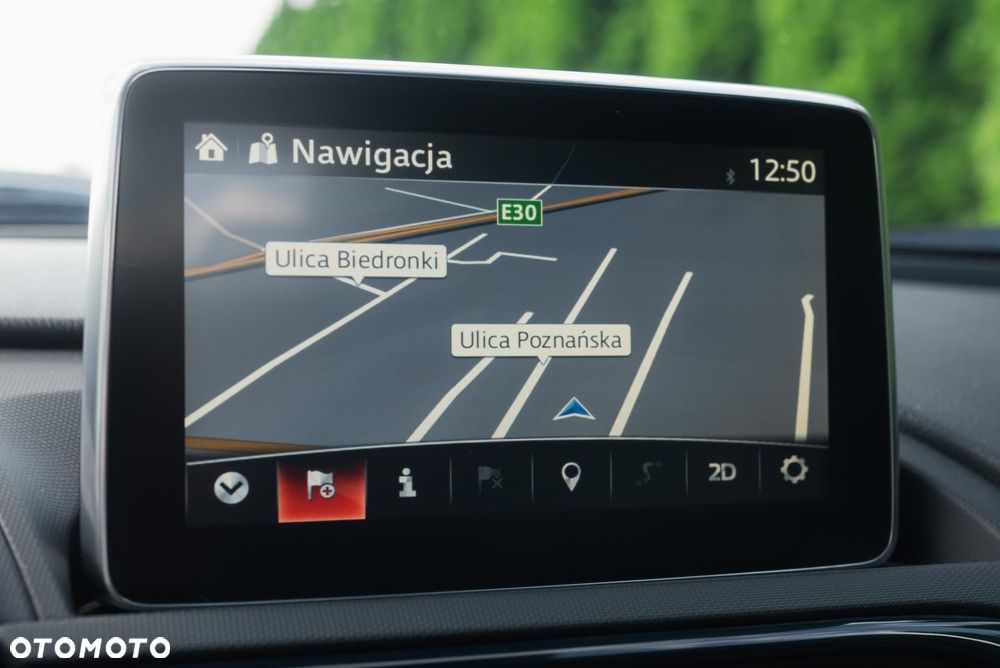 Nawigacja
12:50
E30
Ulica Biedronki
Ulica Poznańska
2D
OTOMOTO